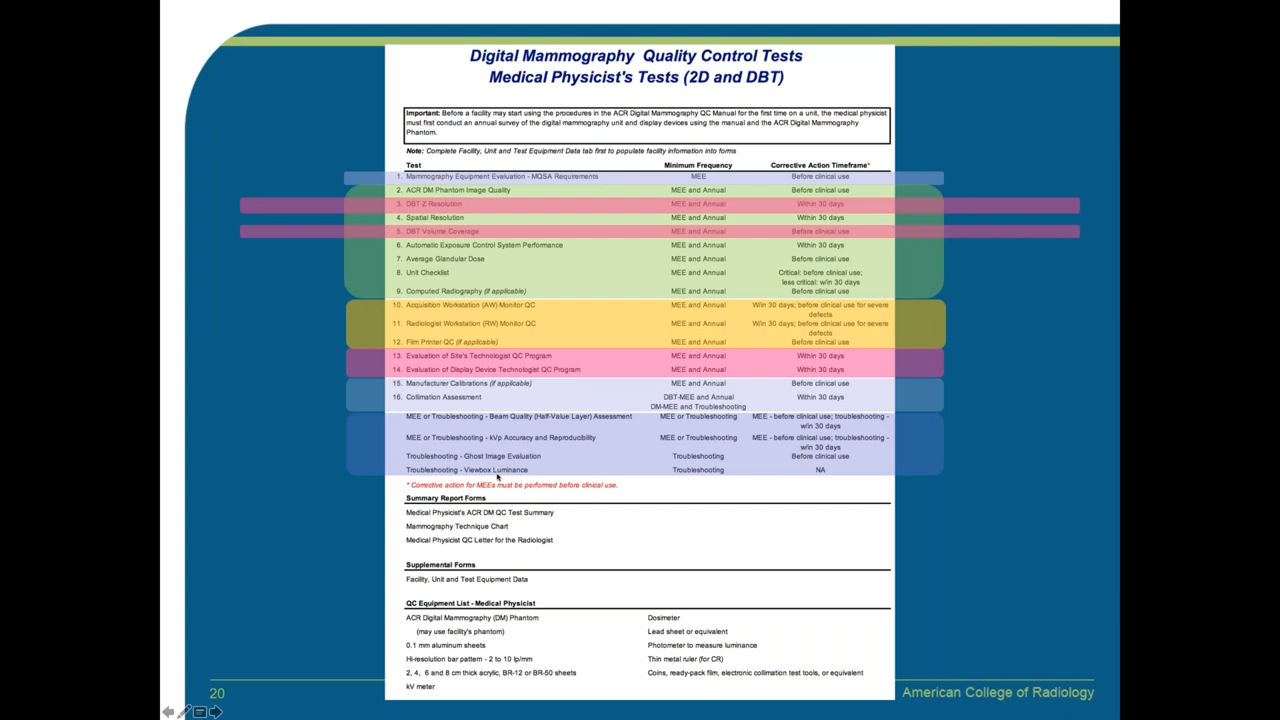 Digital Mammography Quality Control Tests
Medical Physicist's Tests (2D and DBT)
Important: Before a facility may start using the procedures in the ACR Digital Mammography QC Manual for the first time on a unit, the medical physicist
must first conduct an annual survey of the digital mammography unit and display devices using the manual and the ACR Digital Mammography
Phantom.
Note: Complete Facility, Unit and Test Equipment Data tab first to populate facility information into forms
Test Minimum Frequency Corrective Action Timeframe*
1. Mammography Equipment Evaluation - MQSA Requirements MEE Before clinical use
2. ACR DM Phantom Image Quality MEE and Annual Before clinical use
3. DBT Z Resolution MEE and Annual Within 30 days
4. Spatial Resolution MEE and Annual Within 30 days
5. DBT Volume Coverage MEE and Annual Before clinical use
6. Automatic Exposure Control System Performance MEE and Annual Within 30 days
7. Average Glandular Dose MEE and Annual Before clinical use
8. Unit Checklist MEE and Annual Critical: before clinical use;
less critical: w/in 30 days
9. Computed Radiography (if applicable) MEE and Annual Before clinical use
10. Acquisition Workstation (AW) Monitor QC MEE and Annual W/in 30 days; before clinical use for severe
defects
11. Radiologist Workstation (RW) Monitor QC MEE and Annual W/in 30 days; before clinical use for severe
defects
12. Film Printer QC (if applicable) MEE and Annual Before clinical use
13. Evaluation of Site's Technologist QC Program MEE and Annual Within 30 days
14. Evaluation of Display Device Technologist QC Program MEE and Annual Within 30 days
15. Manufacturer Calibrations (if applicable) MEE and Annual Before clinical use
16. Collimation Assessment DBT-MEE and Annual Within 30 days
DM-MEE and Troubleshooting
MEE or Troubleshooting - Beam Quality (Half-Value Layer) Assessment MEE or Troubleshooting MEE - before clinical use; troubleshooting -
w/in 30 days
MEE or Troubleshooting - kVp Accuracy and Reproducibility MEE or Troubleshooting MEE - before clinical use; troubleshooting -
w/in 30 days
Troubleshooting - Ghost Image Evaluation Troubleshooting Before clinical use
Troubleshooting - Viewbox Luminance Troubleshooting NA
* Corrective action for MEEs must be performed before clinical use.
Summary Report Forms
Medical Physicist's ACR DM QC Test Summary
Mammography Technique Chart
Medical Physicist QC Letter for the Radiologist
Supplemental Forms
Facility, Unit and Test Equipment Data
QC Equipment List - Medical Physicist
ACR Digital Mammography (DM) Phantom Dosimeter
(may use facility's phantom) Lead sheet or equivalent
0.1 mm aluminum sheets Photometer to measure luminance
Hi-resolution bar pattern - 2 to 10 lp/mm Thin metal ruler (for CR)
2, 4, 6 and 8 cm thick acrylic, BR-12 or BR-50 sheets Coins, ready-pack film, electronic collimation test tools, or equivalent
kV meter
20 American College of Radiology